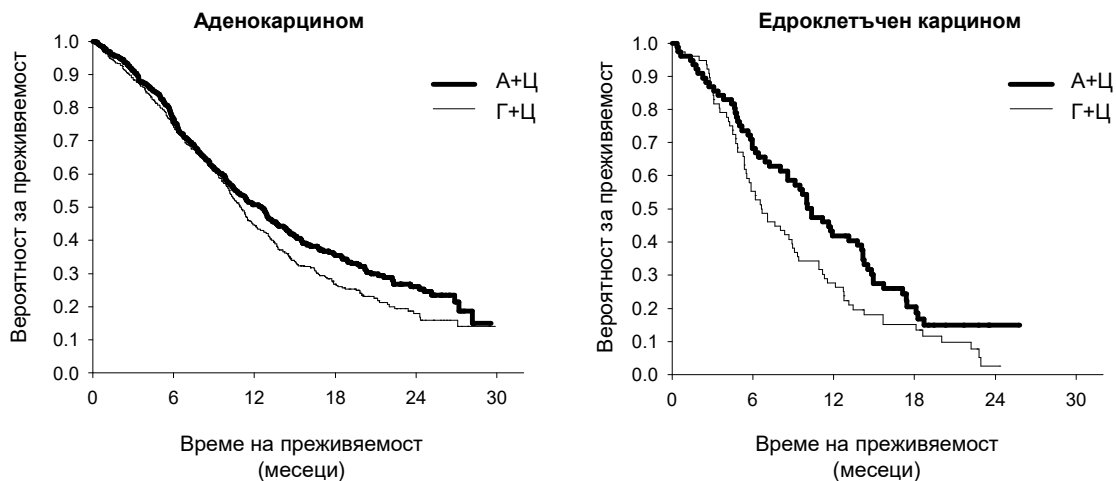 Аденокарцином
Вероятност за преживяемост
1.0
0.9
0.8
0.7
0.6
0.5
0.4
0.3
0.2
0.1
0.0
А+Ц
Г+Ц
0 6 12 18 24 30
Време на преживяемост
(месеци)
Едроклетъчен карцином
Вероятност за преживяемост
1.0
0.9
0.8
0.7
0.6
0.5
0.4
0.3
0.2
0.1
0.0
А+Ц
Г+Ц
0 6 12 18 24 30
Време на преживяемост
(месеци)